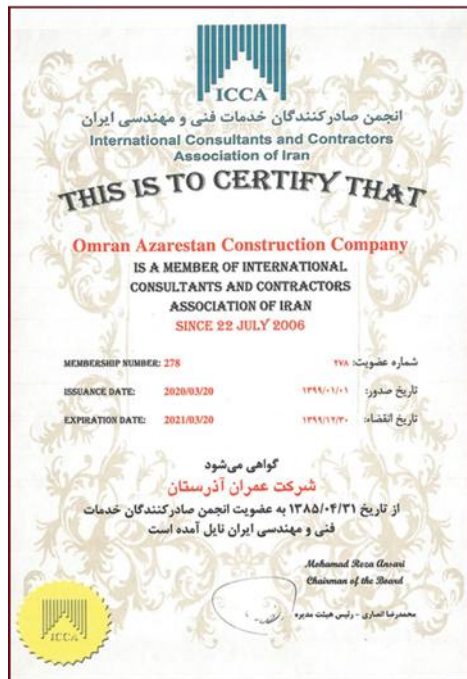 ICCA
انجمن صادرکنندگان خدمات فنی و مهندسی ایران
International Consultants and Contractors
Association of Iran
THIS IS TO CERTIFY THAT
Omran Azarestan Construction Company
IS A MEMBER OF INTERNATIONAL
CONSULTANTS AND CONTRACTORS
ASSOCIATION OF IRAN
SINCE 22 JULY 2006
MEMBERSHIP NUMBER: 278
شماره عضویت: ۲۷۸
ISSUANCE DATE: 2020/03/20
تاریخ صدور: ۱۳۹۹/۰۱/۰۱
EXPIRATION DATE: 2021/03/20
تاریخ انقضاء: ۱۳۹۹/۱۲/۳۰
گواهی می‌شود
شرکت عمران آذرستان
از تاریخ ۱۳۸۵/۰۴/۳۱ به عضویت انجمن صادرکنندگان خدمات
فنی و مهندسی ایران نایل آمده است
Mohamad Reza Ansari
Chairman of the Board
محمدرضا انصاری - رئیس هیئت مدیره
ICCA